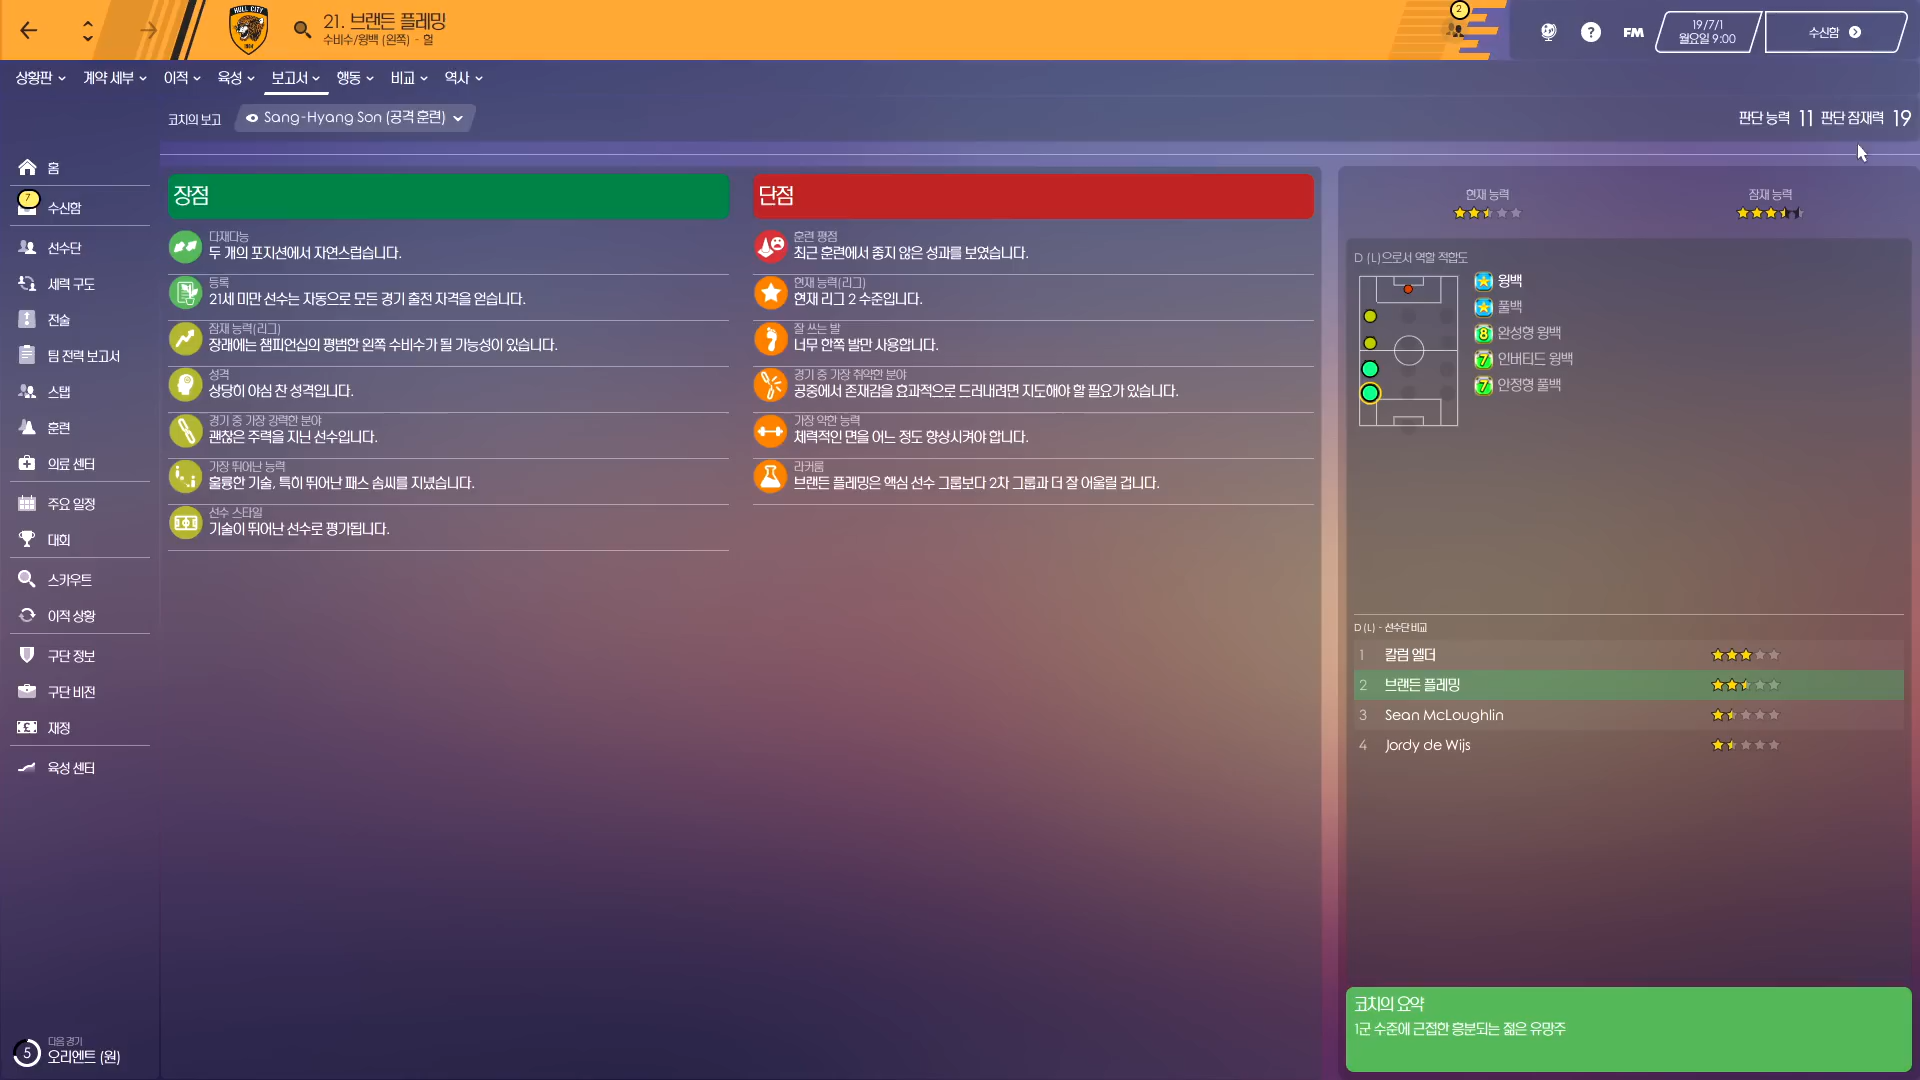 HULL CITY
21. 브랜든 플레밍
수비수/윙백 (왼쪽) - 헐
2
FM
19/7/1
월요일 9:00
수신함
상황판
계약 세부
이적
육성
보고서
행동
비교
역사
코치의 보고
Sang-Hyang Son (공격 훈련)
판단 능력 11 판단 잠재력 19
홈
7
수신함
선수단
세력 구도
전술
팀 전력 보고서
스탭
훈련
의료 센터
주요 일정
대회
스카우트
이적 상황
구단 정보
구단 비전
재정
육성 센터
5
다음 경기
오리엔트 (원)
장점
다재다능
두 개의 포지션에서 자연스럽습니다.
등록
21세 미만 선수는 자동으로 모든 경기 출전 자격을 얻습니다.
잠재 능력(리그)
장래에는 챔피언십의 평범한 왼쪽 수비수가 될 가능성이 있습니다.
성격
상당히 야심 찬 성격입니다.
경기 중 가장 강력한 분야
괜찮은 주력을 지닌 선수입니다.
가장 뛰어난 능력
훌륭한 기술, 특히 뛰어난 패스 솜씨를 지녔습니다.
선수 스타일
기술이 뛰어난 선수로 평가됩니다.
단점
훈련 평점
최근 훈련에서 좋지 않은 성과를 보였습니다.
현재 능력(리그)
현재 리그 2 수준입니다.
잘 쓰는 발
너무 한쪽 발만 사용합니다.
경기 중 가장 취약한 분야
공중에서 존재감을 효과적으로 드러내려면 지도해야 할 필요가 있습니다.
가장 약한 능력
체력적인 면을 어느 정도 향상시켜야 합니다.
라커룸
브랜든 플레밍은 핵심 선수 그룹보다 2차 그룹과 더 잘 어울릴 겁니다.
현재 능력
잠재 능력
D (L)으로서 역할 적합도
윙백
풀백
8 완성형 윙백
7 인버티드 윙백
7 안정형 풀백
D (L) - 선수단 비교
1 칼럼 엘더
2 브랜든 플레밍
3 Sean McLoughlin
4 Jordy de Wijs
코치의 요약
1군 수준에 근접한 흥분되는 젊은 유망주